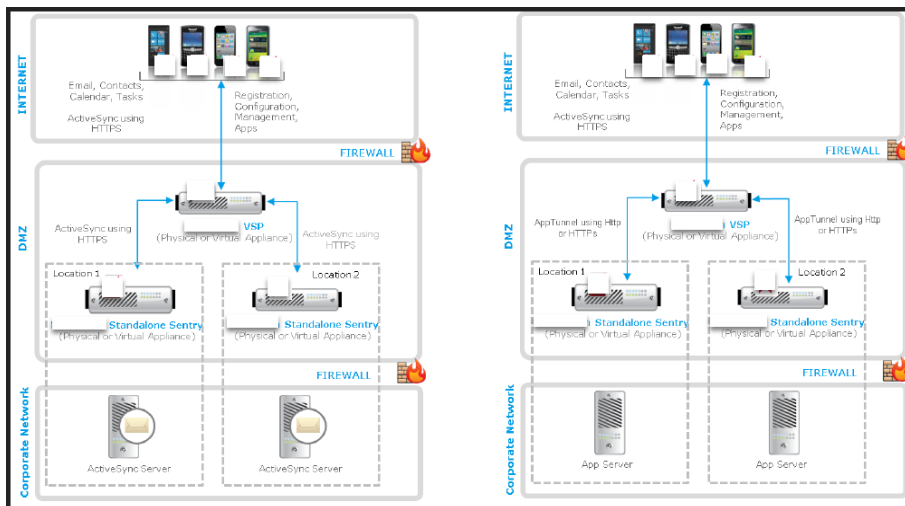 INTERNET
Email, Contacts,
Calendar, Tasks
ActiveSync using
HTTPS
Registration,
Configuration,
Management,
Apps
FIREWALL
DMZ
VSP
(Physical or Virtual Appliance)
ActiveSync using
HTTPS
ActiveSync using
HTTPS
Location 1
Location 2
Standalone Sentry
(Physical or Virtual Appliance)
Standalone Sentry
(Physical or Virtual Appliance)
FIREWALL
Corporate Network
ActiveSync Server
ActiveSync Server
INTERNET
Email, Contacts,
Calendar, Tasks
ActiveSync using
HTTPS
Registration,
Configuration,
Management,
Apps
FIREWALL
DMZ
VSP
(Physical or Virtual Appliance)
AppTunnel using Http
or HTTPs
AppTunnel using Http
or HTTPs
Location 1
Location 2
Standalone Sentry
(Physical or Virtual Appliance)
Standalone Sentry
(Physical or Virtual Appliance)
FIREWALL
Corporate Network
App Server
App Server